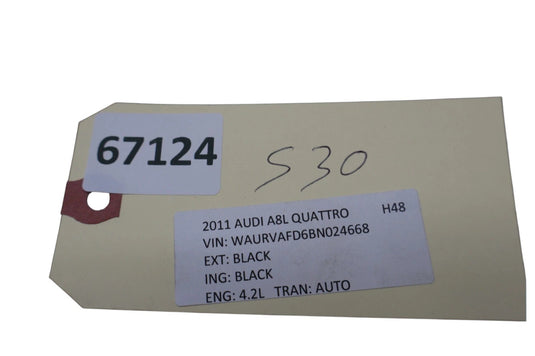 67124
S30
2011 AUDI A8L QUATTRO H48
VIN: WAURVAFD6BN024668
EXT: BLACK
ING: BLACK
ENG: 4.2L TRAN: AUTO